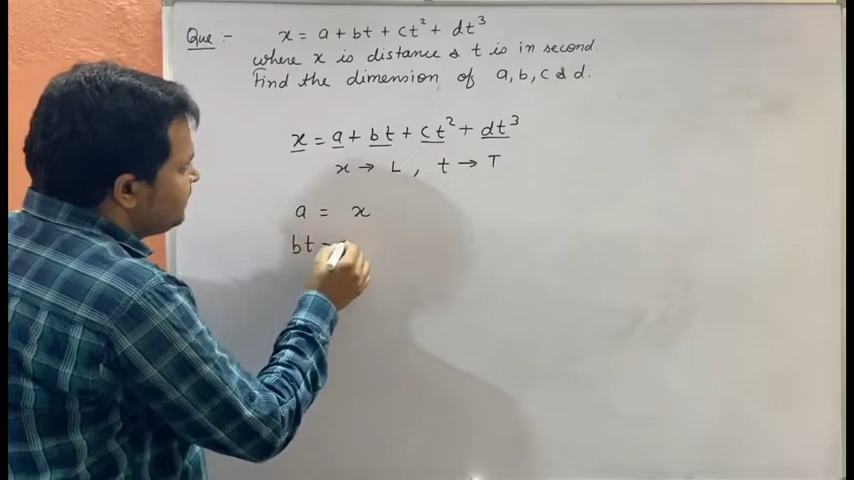 Que :- x = a + bt + ct² + dt³
where x is distance & t is in second.
Find the dimension of a, b, c & d.
x = a + bt + ct² + dt³
x → L , t → T
a = x
bt =